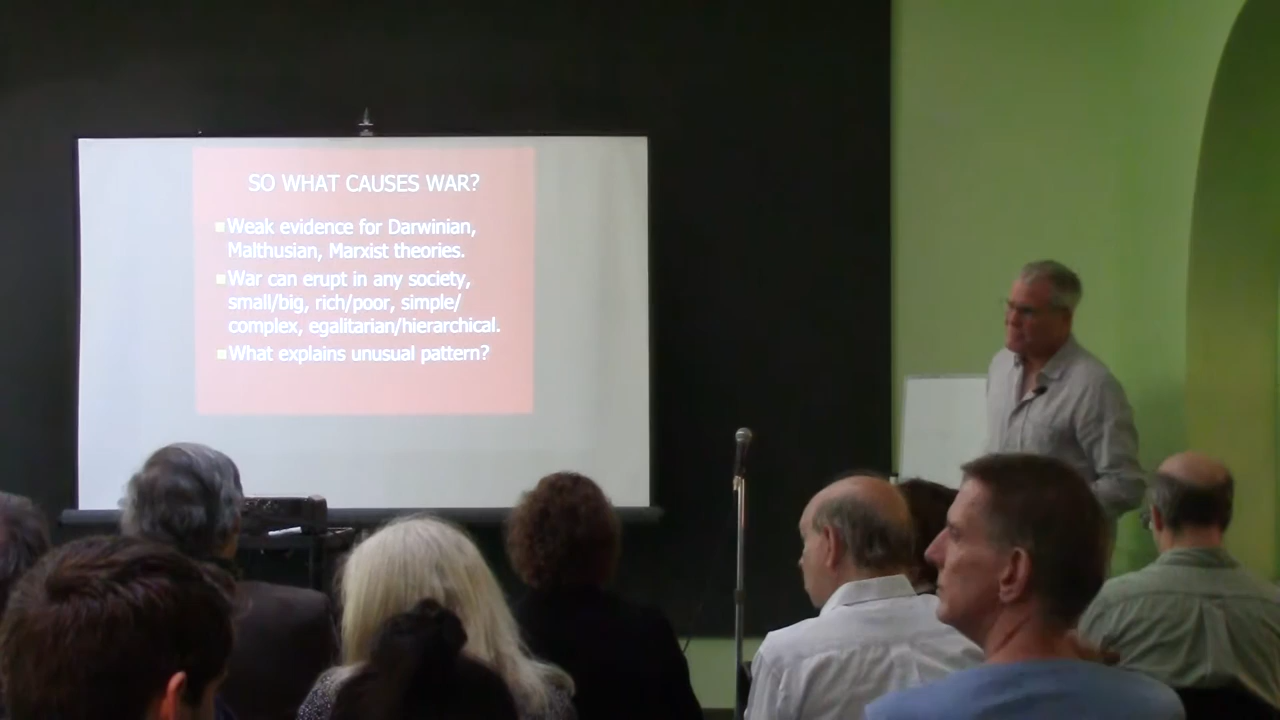 SO WHAT CAUSES WAR?
Weak evidence for Darwinian,
Malthusian, Marxist theories.
War can erupt in any society,
small/big, rich/poor, simple/
complex, egalitarian/hierarchical.
What explains unusual pattern?